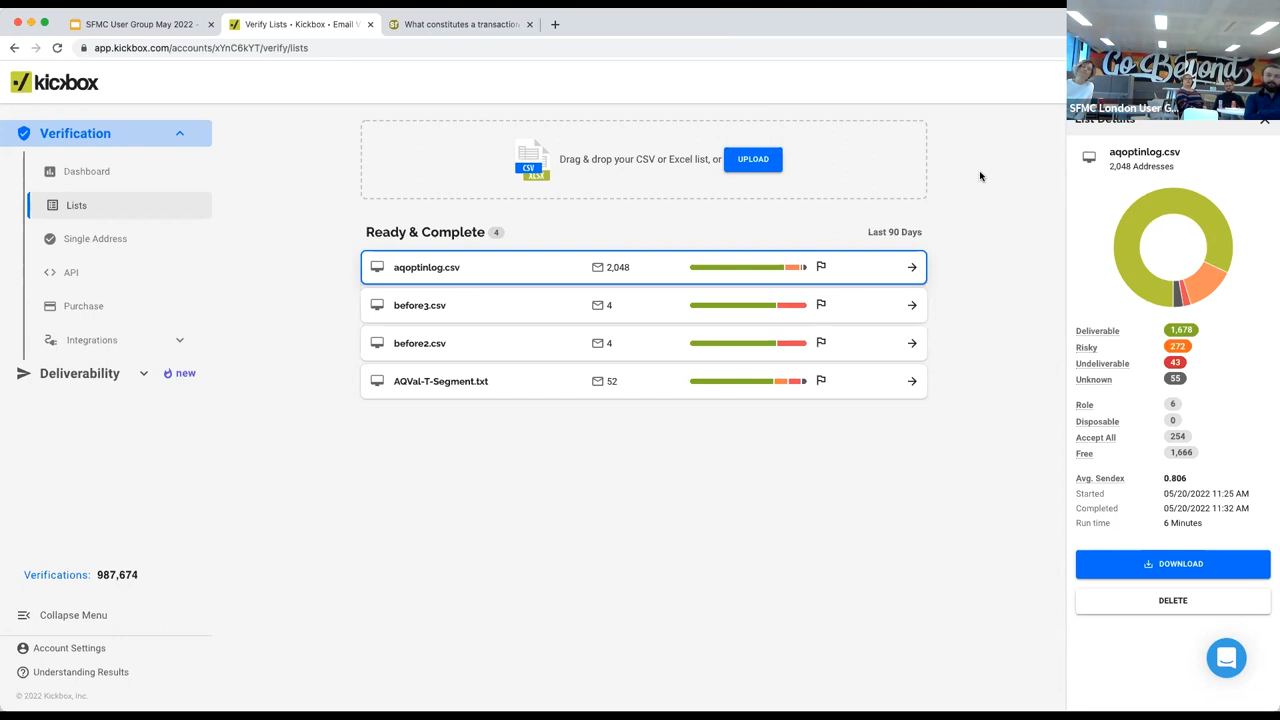 SFMC User Group May 2022 -
Verify Lists • Kickbox • Email V
What constitutes a transaction
app.kickbox.com/accounts/xYnC6kYT/verify/lists
kickbox
Go Beyond
SFMC London User G...
Verification
Dashboard
Lists
Single Address
API
Purchase
Integrations
Deliverability new
Verifications: 987,674
Collapse Menu
Account Settings
Understanding Results
© 2022 Kickbox, Inc.
CSV
XLSX
Drag & drop your CSV or Excel list, or UPLOAD
Ready & Complete 4
Last 90 Days
aqoptinlog.csv 2,048
before3.csv 4
before2.csv 4
AQVal-T-Segment.txt 52
List Details
aqoptinlog.csv
2,048 Addresses
Deliverable 1,678
Risky 272
Undeliverable 43
Unknown 55
Role 6
Disposable 0
Accept All 254
Free 1,666
Avg. Sendex 0.806
Started 05/20/2022 11:25 AM
Completed 05/20/2022 11:32 AM
Run time 6 Minutes
DOWNLOAD
DELETE